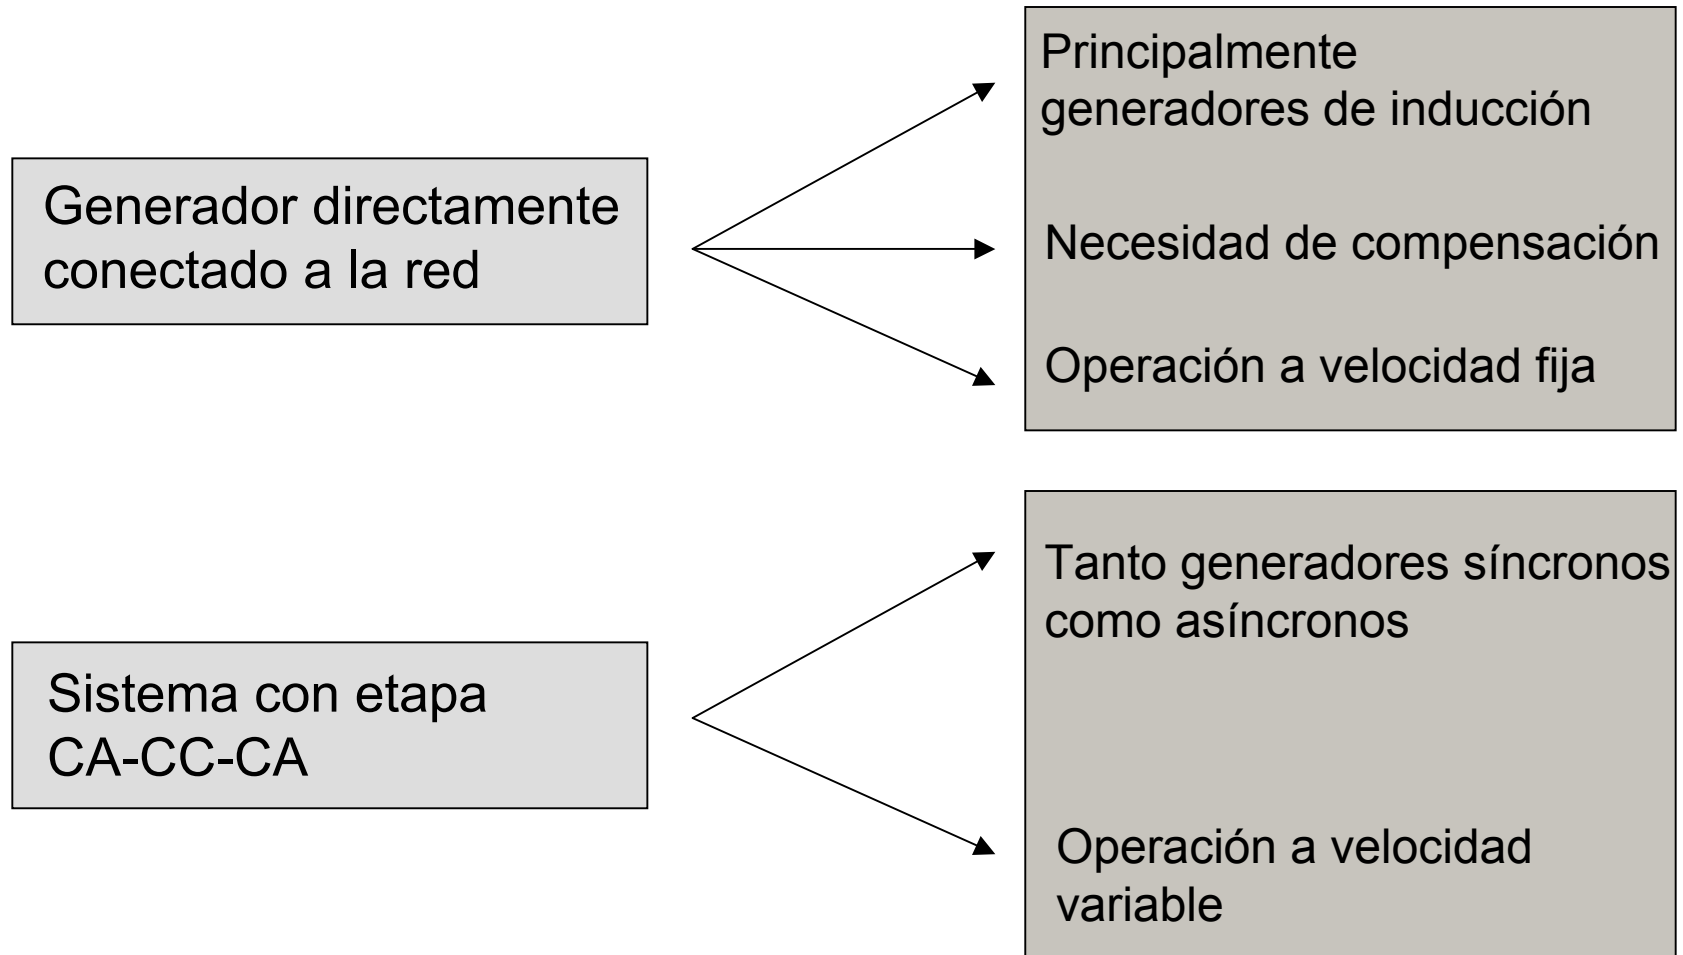 Generador directamente
conectado a la red
Principalmente
generadores de inducción
Necesidad de compensación
Operación a velocidad fija
Sistema con etapa
CA-CC-CA
Tanto generadores síncronos
como asíncronos
Operación a velocidad
variable